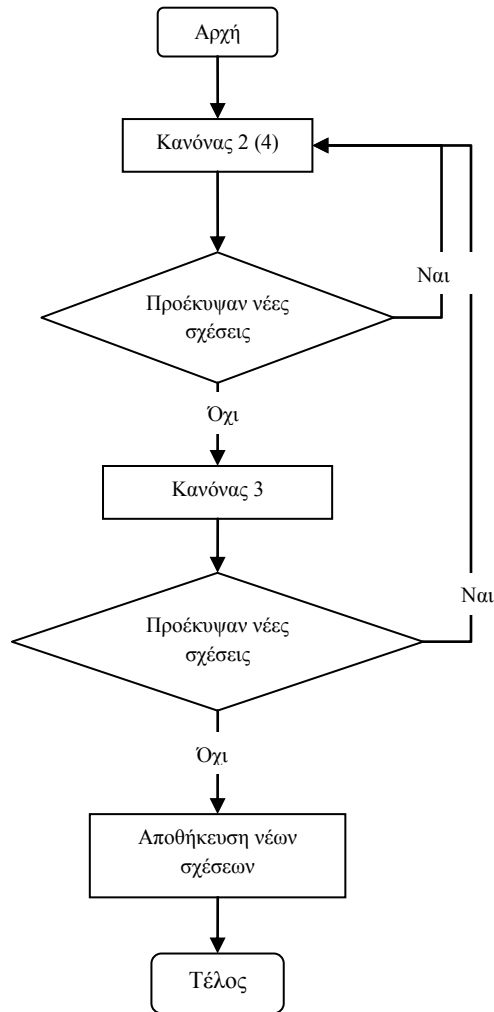 Αρχή
Κανόνας 2 (4)
Ναι
Προέκυψαν νέες
σχέσεις
Όχι
Κανόνας 3
Ναι
Προέκυψαν νέες
σχέσεις
Όχι
Αποθήκευση νέων
σχέσεων
Τέλος